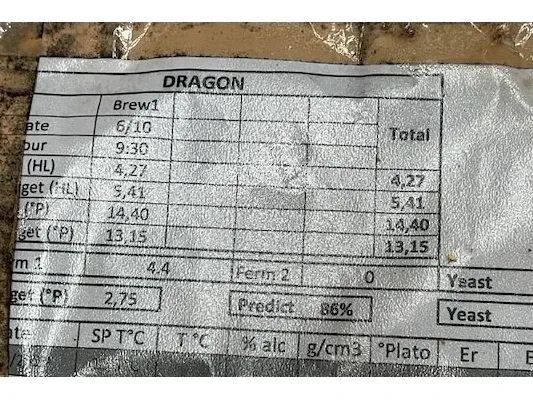 DRAGON
Brew1 Total
ate 6/10
our 9:30
(HL) 4,27 4,27
get (HL) 5,41 5,41
(°P) 14,40 14,40
get (°P) 13,15 13,15
m 1 4.4 Ferm 2 0 Yeast
get (°P) 2,75 Predict 86% Yeast
ate SP T°C T °C % alc g/cm3 °Plato Er E